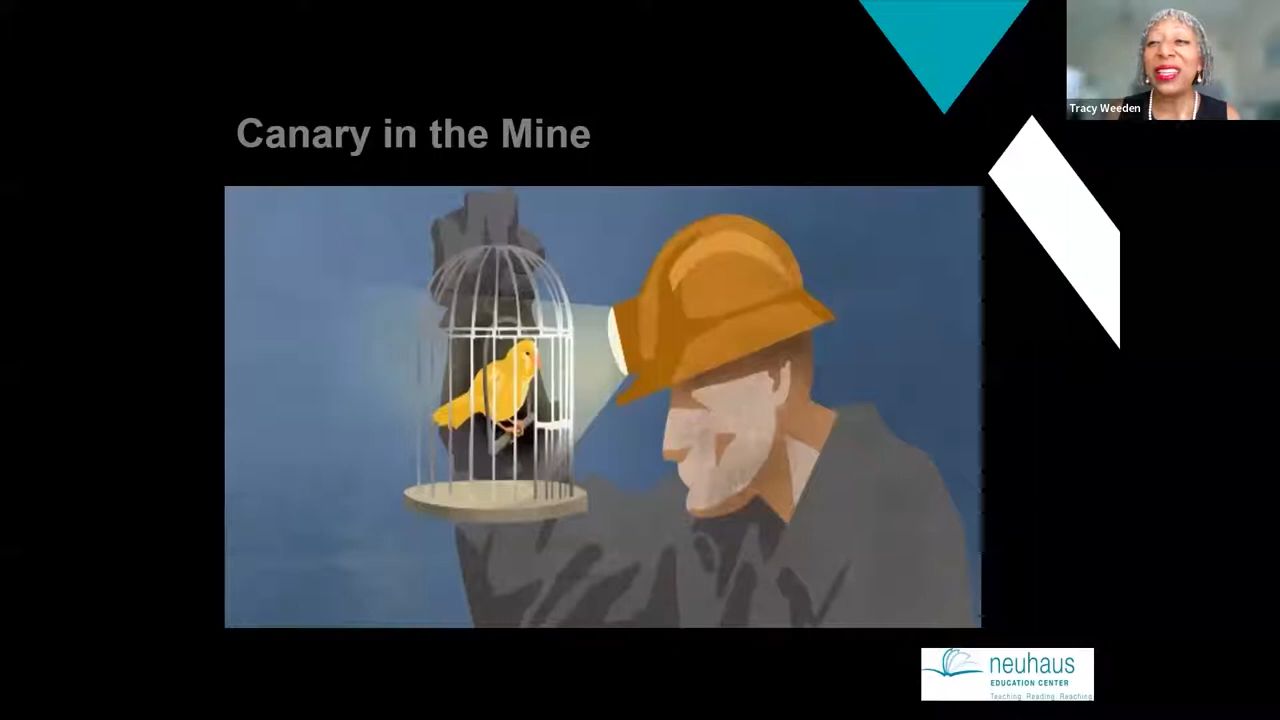 Tracy Weeden
Canary in the Mine
neuhaus
EDUCATION CENTER
Teaching. Reading. Reaching.